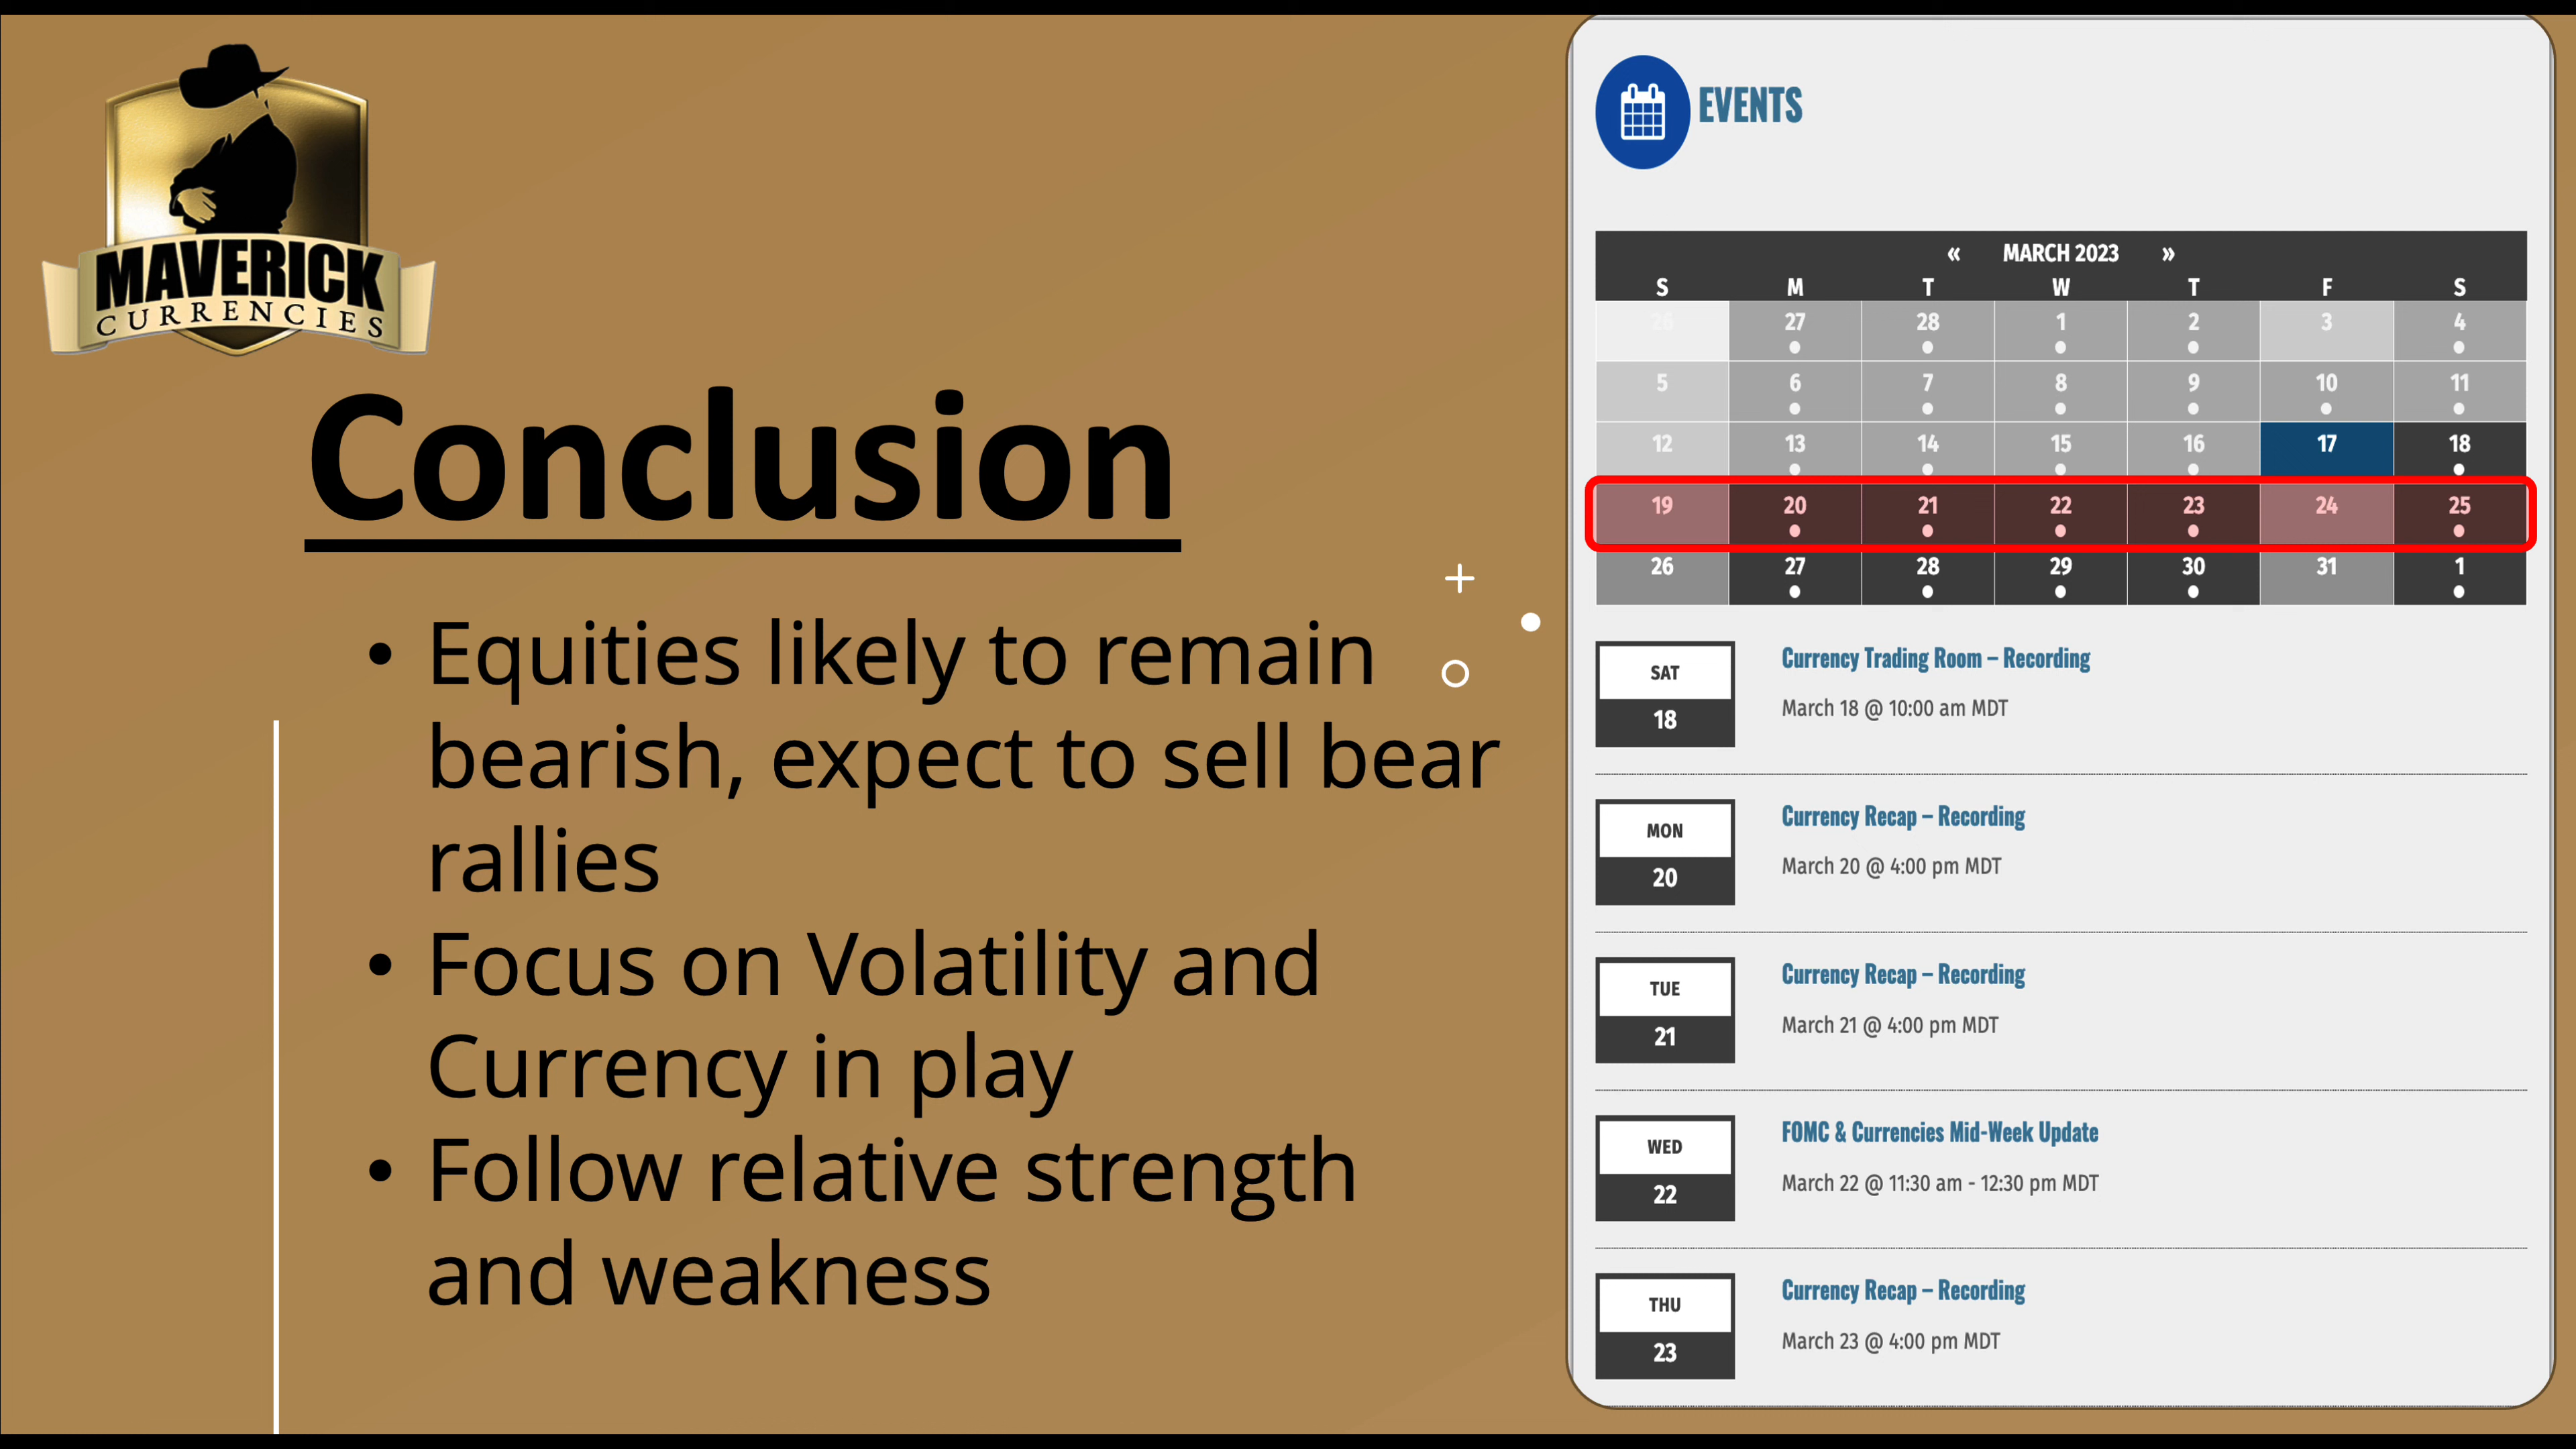 MAVERICK
CURRENCIES
Conclusion
• Equities likely to remain
bearish, expect to sell bear
rallies
• Focus on Volatility and
Currency in play
• Follow relative strength
and weakness
EVENTS
« MARCH 2023 »
S M T W T F S
26 27 28 1 2 3 4
5 6 7 8 9 10 11
12 13 14 15 16 17 18
19 20 21 22 23 24 25
26 27 28 29 30 31 1
SAT
18
Currency Trading Room – Recording
March 18 @ 10:00 am MDT
MON
20
Currency Recap – Recording
March 20 @ 4:00 pm MDT
TUE
21
Currency Recap – Recording
March 21 @ 4:00 pm MDT
WED
22
FOMC & Currencies Mid-Week Update
March 22 @ 11:30 am - 12:30 pm MDT
THU
23
Currency Recap – Recording
March 23 @ 4:00 pm MDT